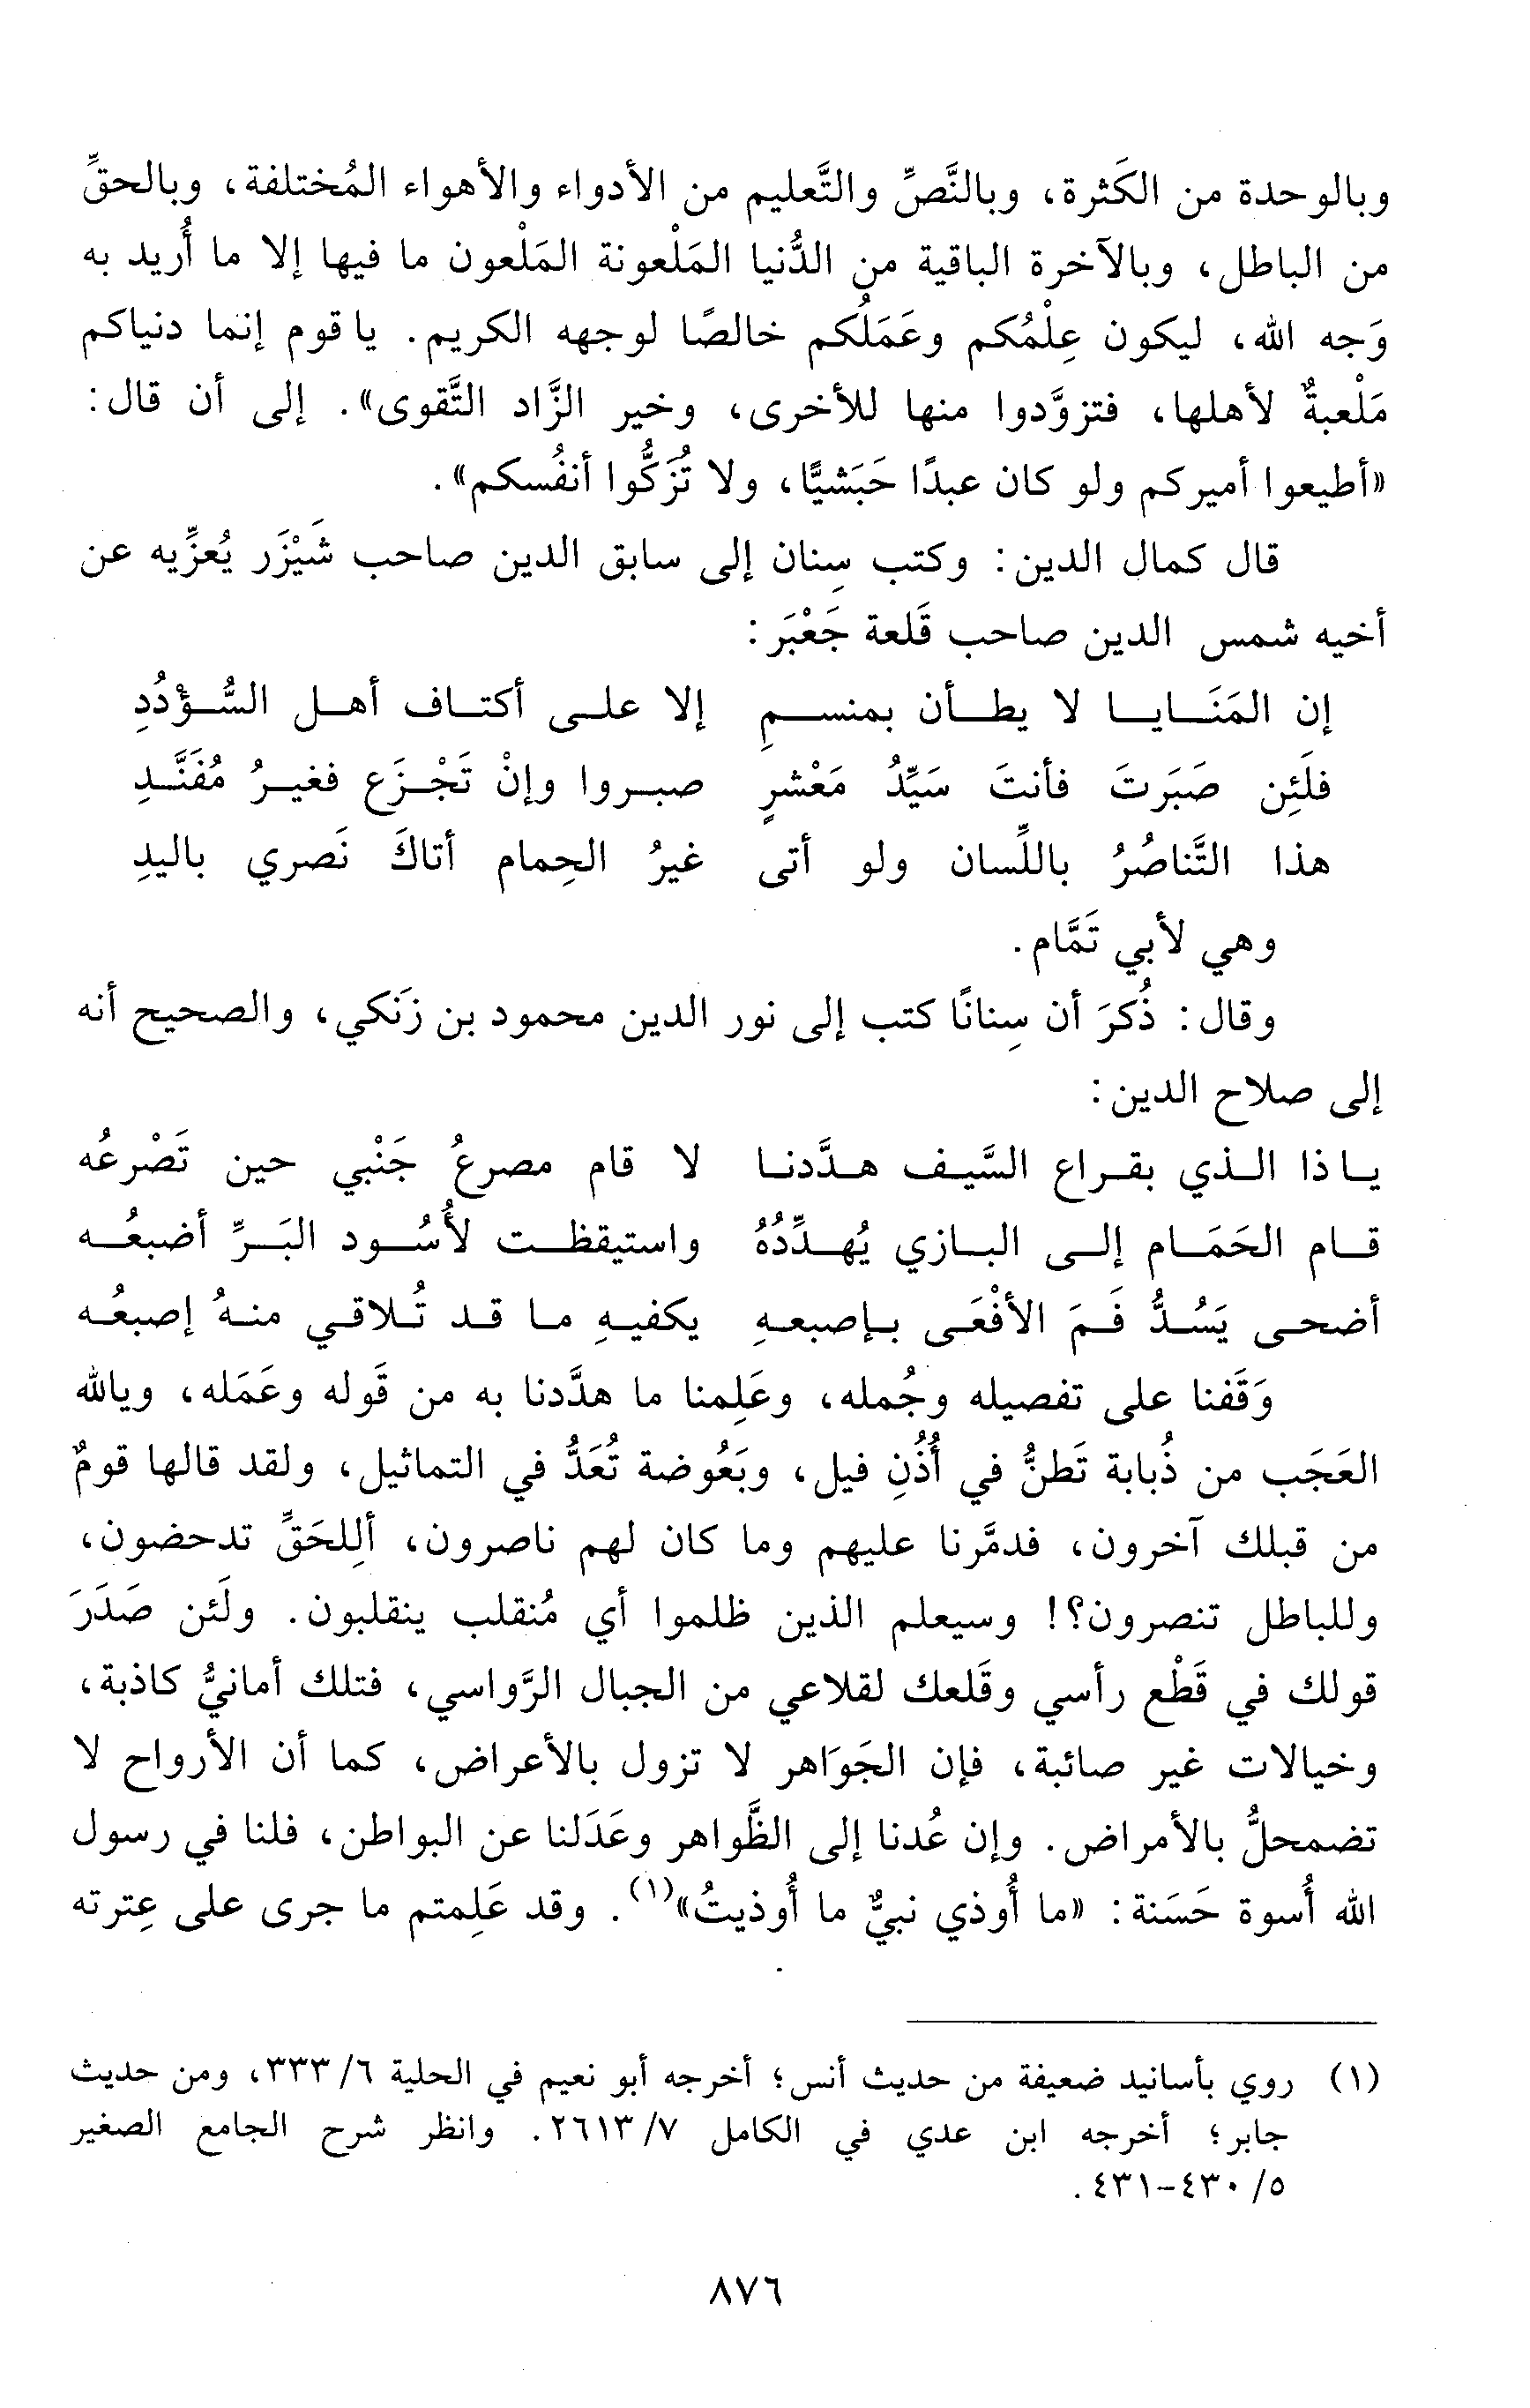 وبالوحدة من الكَثرة، وبالنَّصِّ والتَّعليم من الأدواء والأهواء المُختلفة، وبالحقِّ
من الباطل، وبالآخرة الباقية من الدُّنيا المَلْعونة المَلْعون ما فيها إلا ما أُريد به
وَجه الله، ليكون عِلْمُكم وعَمَلُكم خالصًا لوجهه الكريم. يا قوم إنما دنياكم
مَلْعبةٌ لأهلها، فتزوَّدوا منها للأخرى، وخير الزَّاد التَّقوى». إلى أن قال:
«أطيعوا أميركم ولو كان عبدًا حَبَشيًّا، ولا تُزَكُّوا أنفُسكم».
قال كمال الدين: وكتب سِنان إلى سابق الدين صاحب شَيْزَر يُعزِّيه عن
أخيه شمس الدين صاحب قَلعة جَعْبَر:
إن المَنَايا لا يطأن بمنسمِ إلا على أكتاف أهل السُّؤدُدِ
فلَئِن صَبَرتَ فأنتَ سَيِّدُ مَعْشرٍ صبروا وإنْ تَجْزَع فغيرُ مُفَنَّدِ
هذا التَّناصُرُ باللِّسان ولو أتى غيرُ الحِمام أتاكَ نَصري باليدِ
وهي لأبي تَمَّام.
وقال: ذُكرَ أن سِنانًا كتب إلى نور الدين محمود بن زَنكي، والصحيح أنه
إلى صلاح الدين:
يا ذا الذي بقراع السَّيف هدَّدنا لا قام مصرعُ جَنْبي حين تَصْرعُه
قام الحَمَام إلى البازي يُهدِّدُهُ واستيقظت لأُسُود البَرِّ أضبعُه
أضحى يَسُدُّ فَمَ الأفْعَى بإصبعهِ يكفيهِ ما قد تُلاقي منهُ إصبعُه
وَقَفنا على تفصيله وجُمله، وعَلِمنا ما هدَّدنا به من قَوله وعَمَله، ويالله
العَجَب من ذُبابة تَطنُّ في أُذُنِ فيل، وبَعُوضة تُعَدُّ في التماثيل، ولقد قالها قومٌ
من قبلك آخرون، فدمَّرنا عليهم وما كان لهم ناصرون، أَلِلحَقِّ تدحضون،
وللباطل تنصرون؟! وسيعلم الذين ظلموا أي مُنقلب ينقلبون. ولَئن صَدَرَ
قولك في قَطْع رأسي وقَلعك لقلاعي من الجبال الرَّواسي، فتلك أمانيُّ كاذبة،
وخيالات غير صائبة، فإن الجَوَاهر لا تزول بالأعراض، كما أن الأرواح لا
تضمحلُّ بالأمراض. وإن عُدنا إلى الظَّواهر وعَدَلنا عن البواطن، فلنا في رسول
الله أُسوة حَسَنة: «ما أُوذي نبيٌّ ما أُوذيتُ»(١). وقد عَلِمتم ما جرى على عِترته
(١) روي بأسانيد ضعيفة من حديث أنس؛ أخرجه أبو نعيم في الحلية ٦/ ٣٣٣، ومن حديث
جابر؛ أخرجه ابن عدي في الكامل ٧/ ٢٦١٣. وانظر شرح الجامع الصغير
٥/ ٤٣٠-٤٣١.
٨٧٦